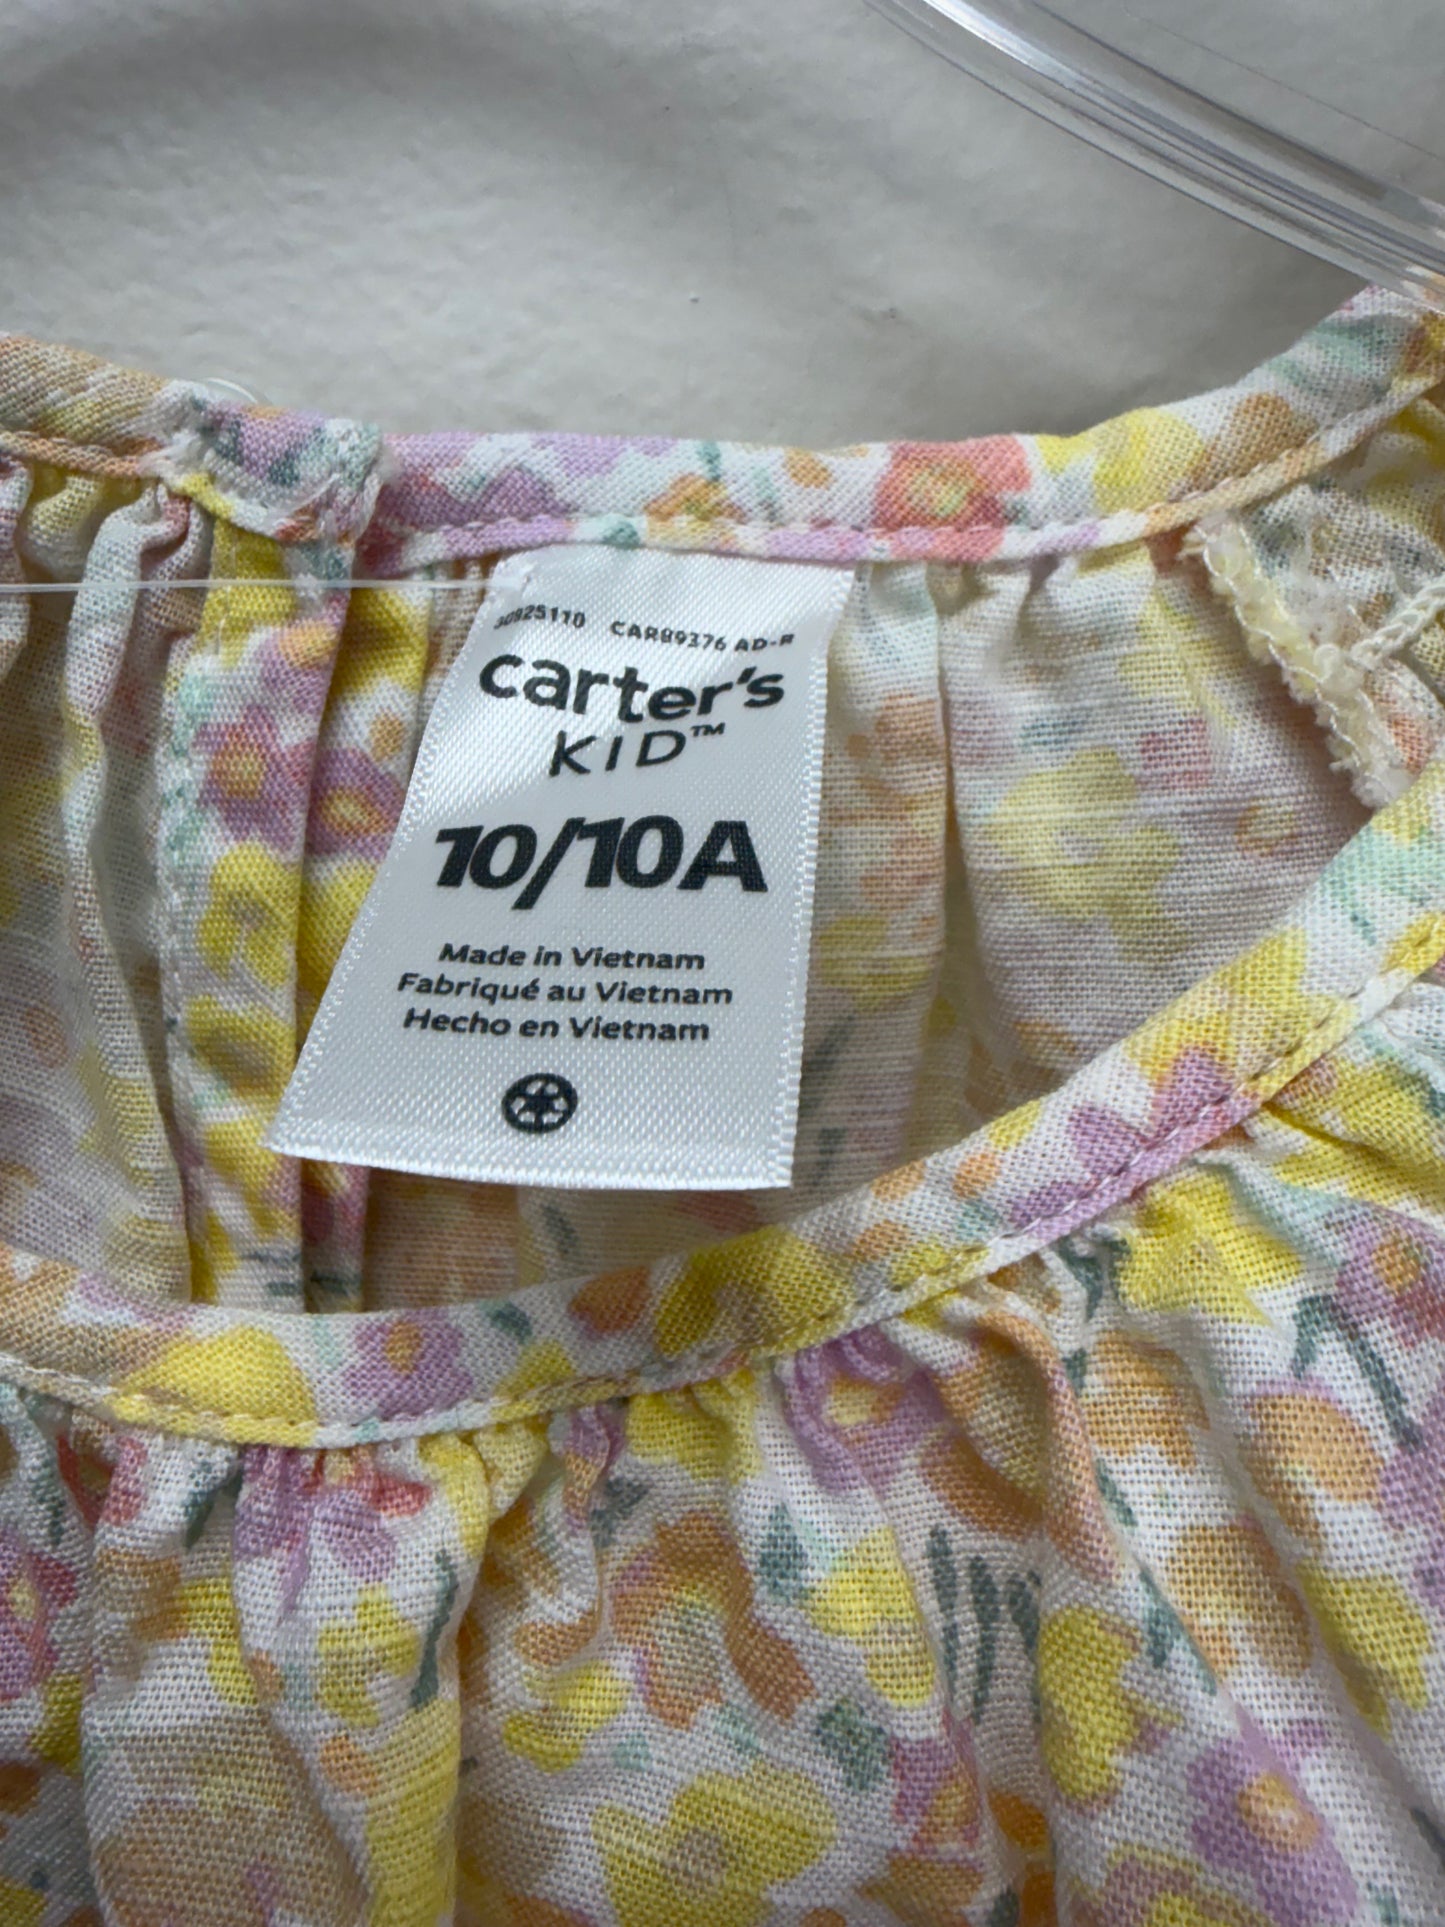 CAR89376 AD-R
carter's
KID™
10/10A
Made in Vietnam
Fabriqué au Vietnam
Hecho en Vietnam